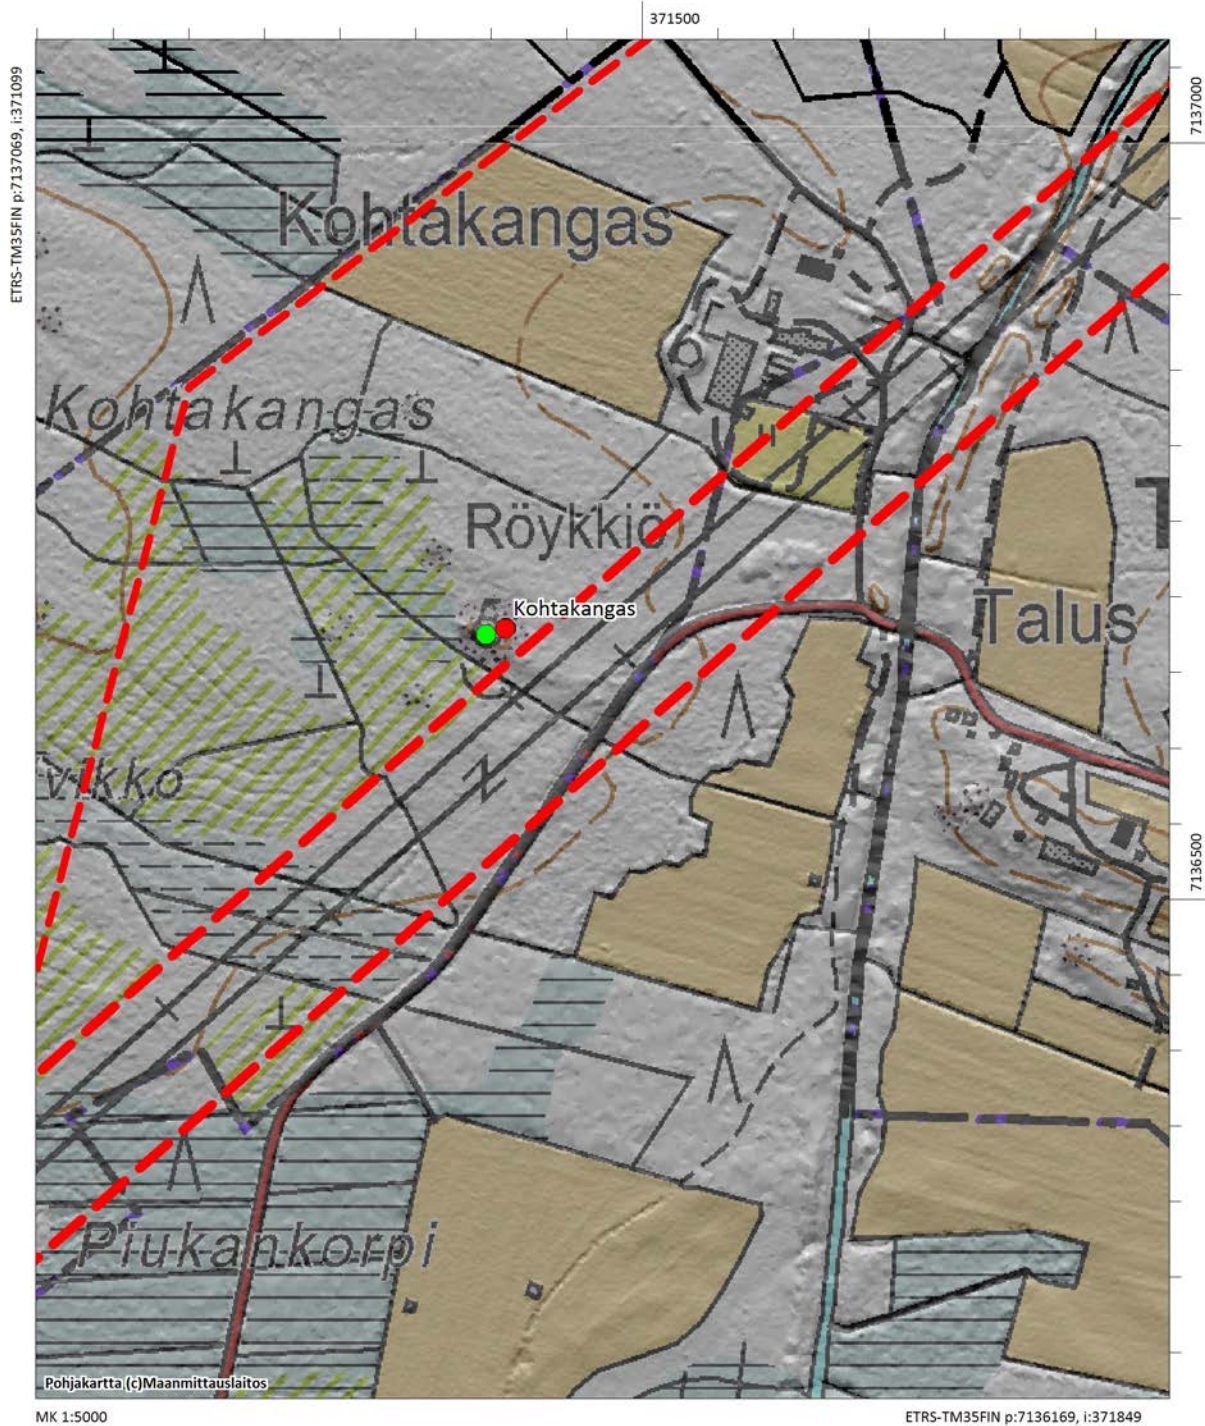 371500
ETRS-TM35FIN p:7137069, i:371099
7137000
Kohtakangas
Kohtakangas
Röykkiö
Kohtakangas
Talus
vikko
7136500
Piukankorpi
Pohjakartta (c)Maanmittauslaitos
MK 1:5000
ETRS-TM35FIN p:7136169, i:371849